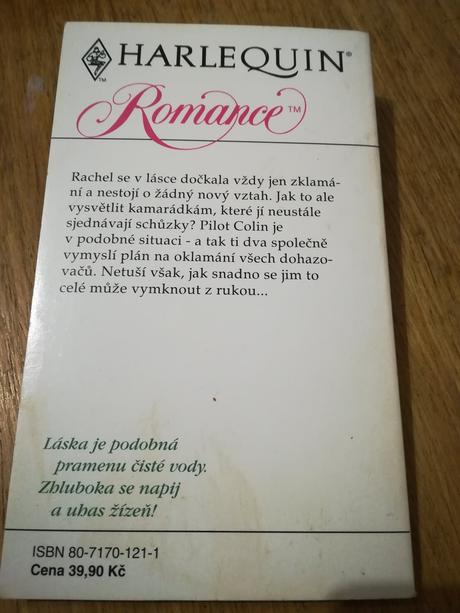 HARLEQUIN®
TM
Romance™
Rachel se v lásce dočkala vždy jen zklamá-
ní a nestojí o žádný nový vztah. Jak to ale
vysvětlit kamarádkám, které jí neustále
sjednávají schůzky? Pilot Colin je
v podobné situaci - a tak ti dva společně
vymyslí plán na oklamání všech dohazo-
vačů. Netuší však, jak snadno se jim to
celé může vymknout z rukou...
Láska je podobná
pramenu čisté vody.
Zhluboka se napij
a uhas žízeň!
ISBN 80-7170-121-1
Cena 39,90 Kč